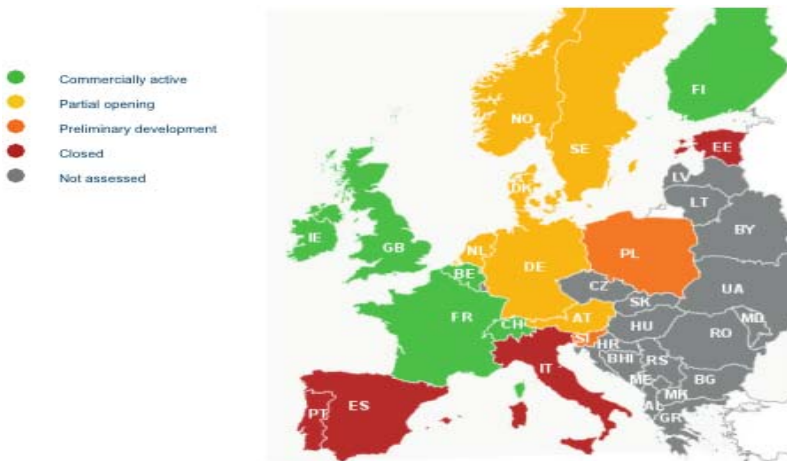 Commercially active
Partial opening
Preliminary development
Closed
Not assessed
FI
NO
SE
EE
LV
LT
DK
BY
IE
GB
NL
BE
DE
PL
UA
CZ
SK
FR
CH
AT
HU
MD
RO
SI
HR
BHI
RS
IT
ME
BG
MK
AL
GR
PT
ES